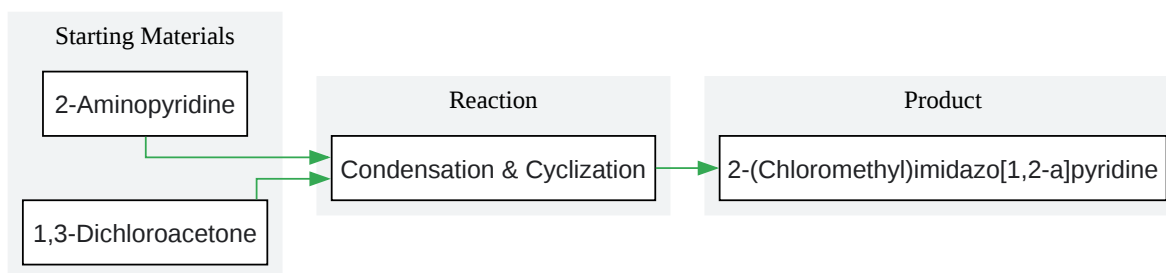 Starting Materials
2-Aminopyridine
1,3-Dichloroacetone
Reaction
Condensation & Cyclization
Product
2-(Chloromethyl)imidazo[1,2-a]pyridine